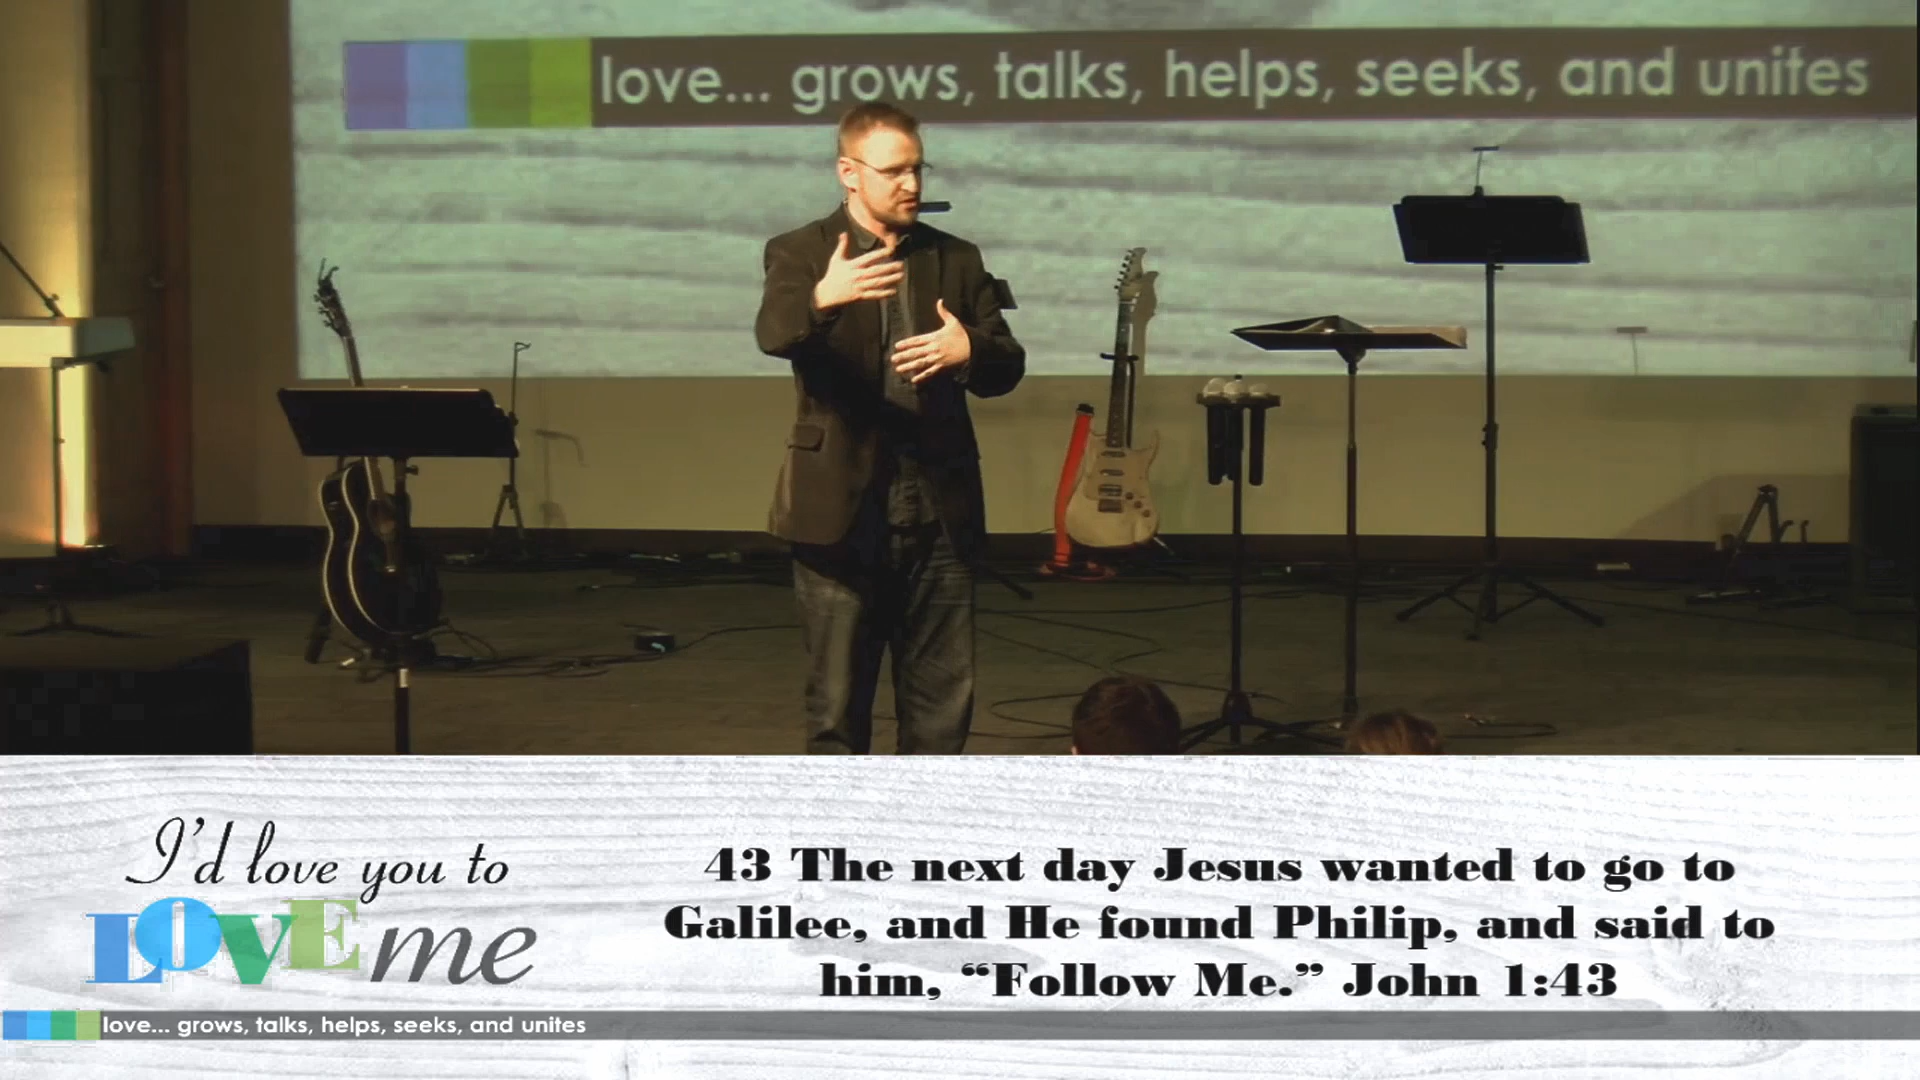 love... grows, talks, helps, seeks, and unites
I'd love you to
LOVE me
43 The next day Jesus wanted to go to
Galilee, and He found Philip, and said to
him, “Follow Me.” John 1:43
love... grows, talks, helps, seeks, and unites